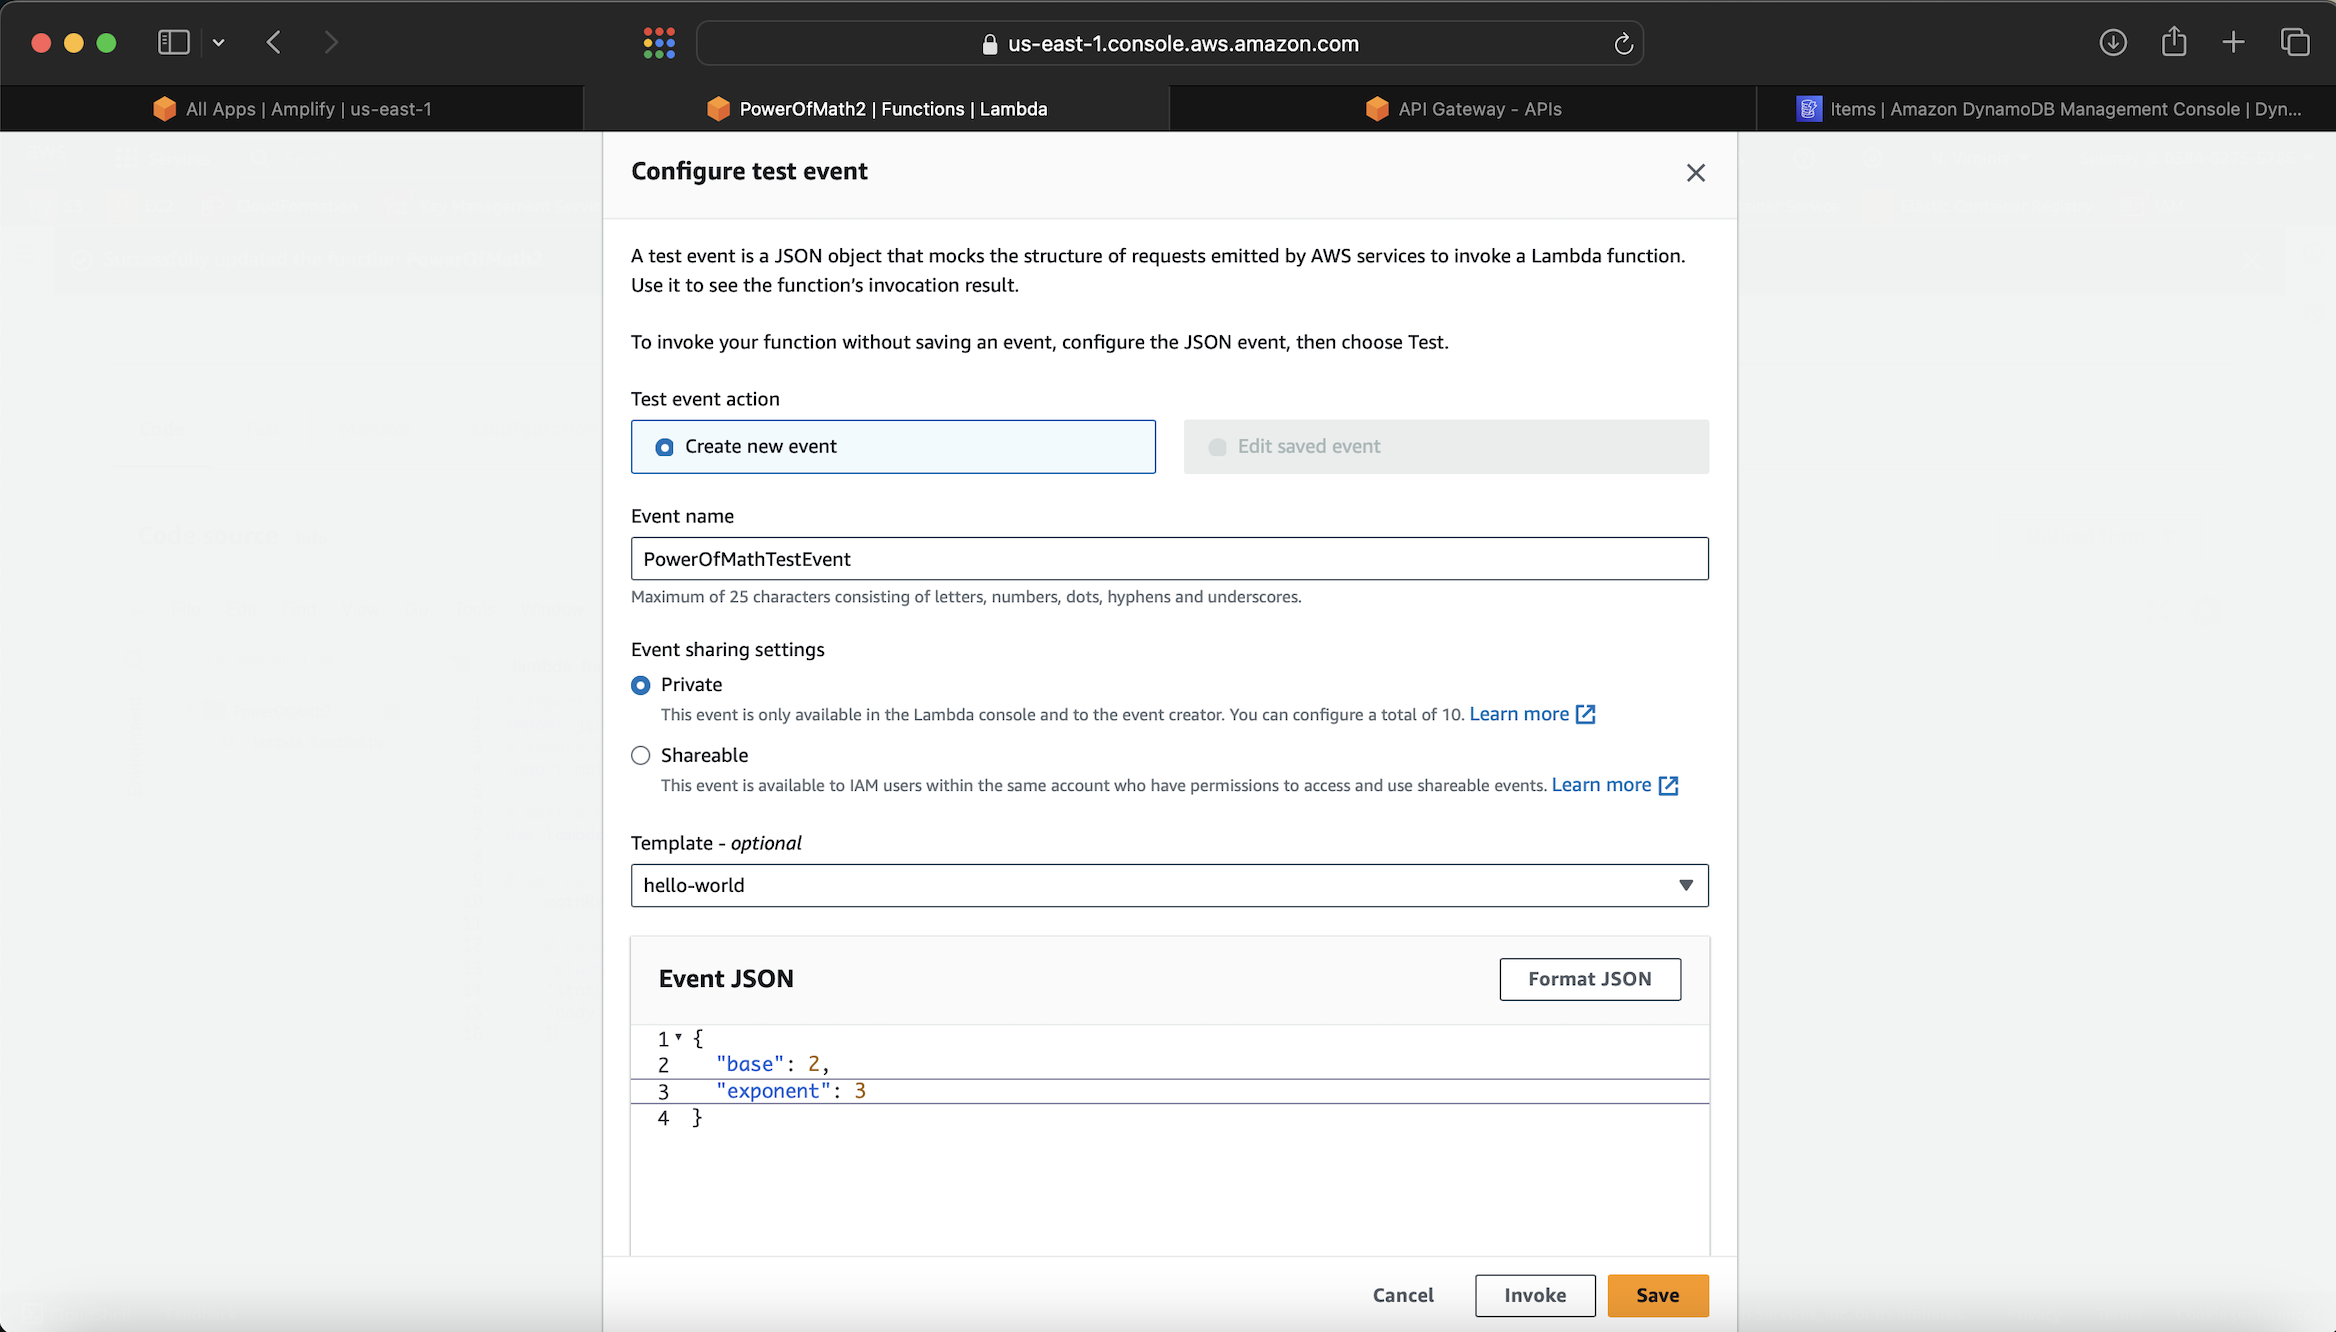 us-east-1.console.aws.amazon.com
All Apps | Amplify | us-east-1
PowerOfMath2 | Functions | Lambda
API Gateway - APIs
Items | Amazon DynamoDB Management Console | Dyn...
Configure test event
A test event is a JSON object that mocks the structure of requests emitted by AWS services to invoke a Lambda function.
Use it to see the function’s invocation result.
To invoke your function without saving an event, configure the JSON event, then choose Test.
Test event action
Create new event
Edit saved event
Event name
PowerOfMathTestEvent
Maximum of 25 characters consisting of letters, numbers, dots, hyphens and underscores.
Event sharing settings
Private
This event is only available in the Lambda console and to the event creator. You can configure a total of 10. Learn more
Shareable
This event is available to IAM users within the same account who have permissions to access and use shareable events. Learn more
Template - optional
hello-world
Event JSON
Format JSON
1 {
2 "base": 2,
3 "exponent": 3
4 }
Cancel
Invoke
Save
Code source